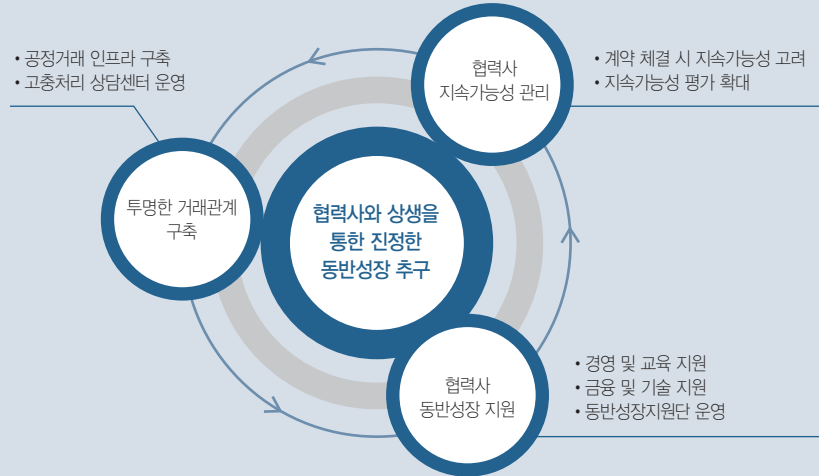 • 공정거래 인프라 구축
• 고충처리 상담센터 운영
협력사
지속가능성 관리
• 계약 체결 시 지속가능성 고려
• 지속가능성 평가 확대
투명한 거래관계
구축
협력사와 상생을
통한 진정한
동반성장 추구
협력사
동반성장 지원
• 경영 및 교육 지원
• 금융 및 기술 지원
• 동반성장지원단 운영